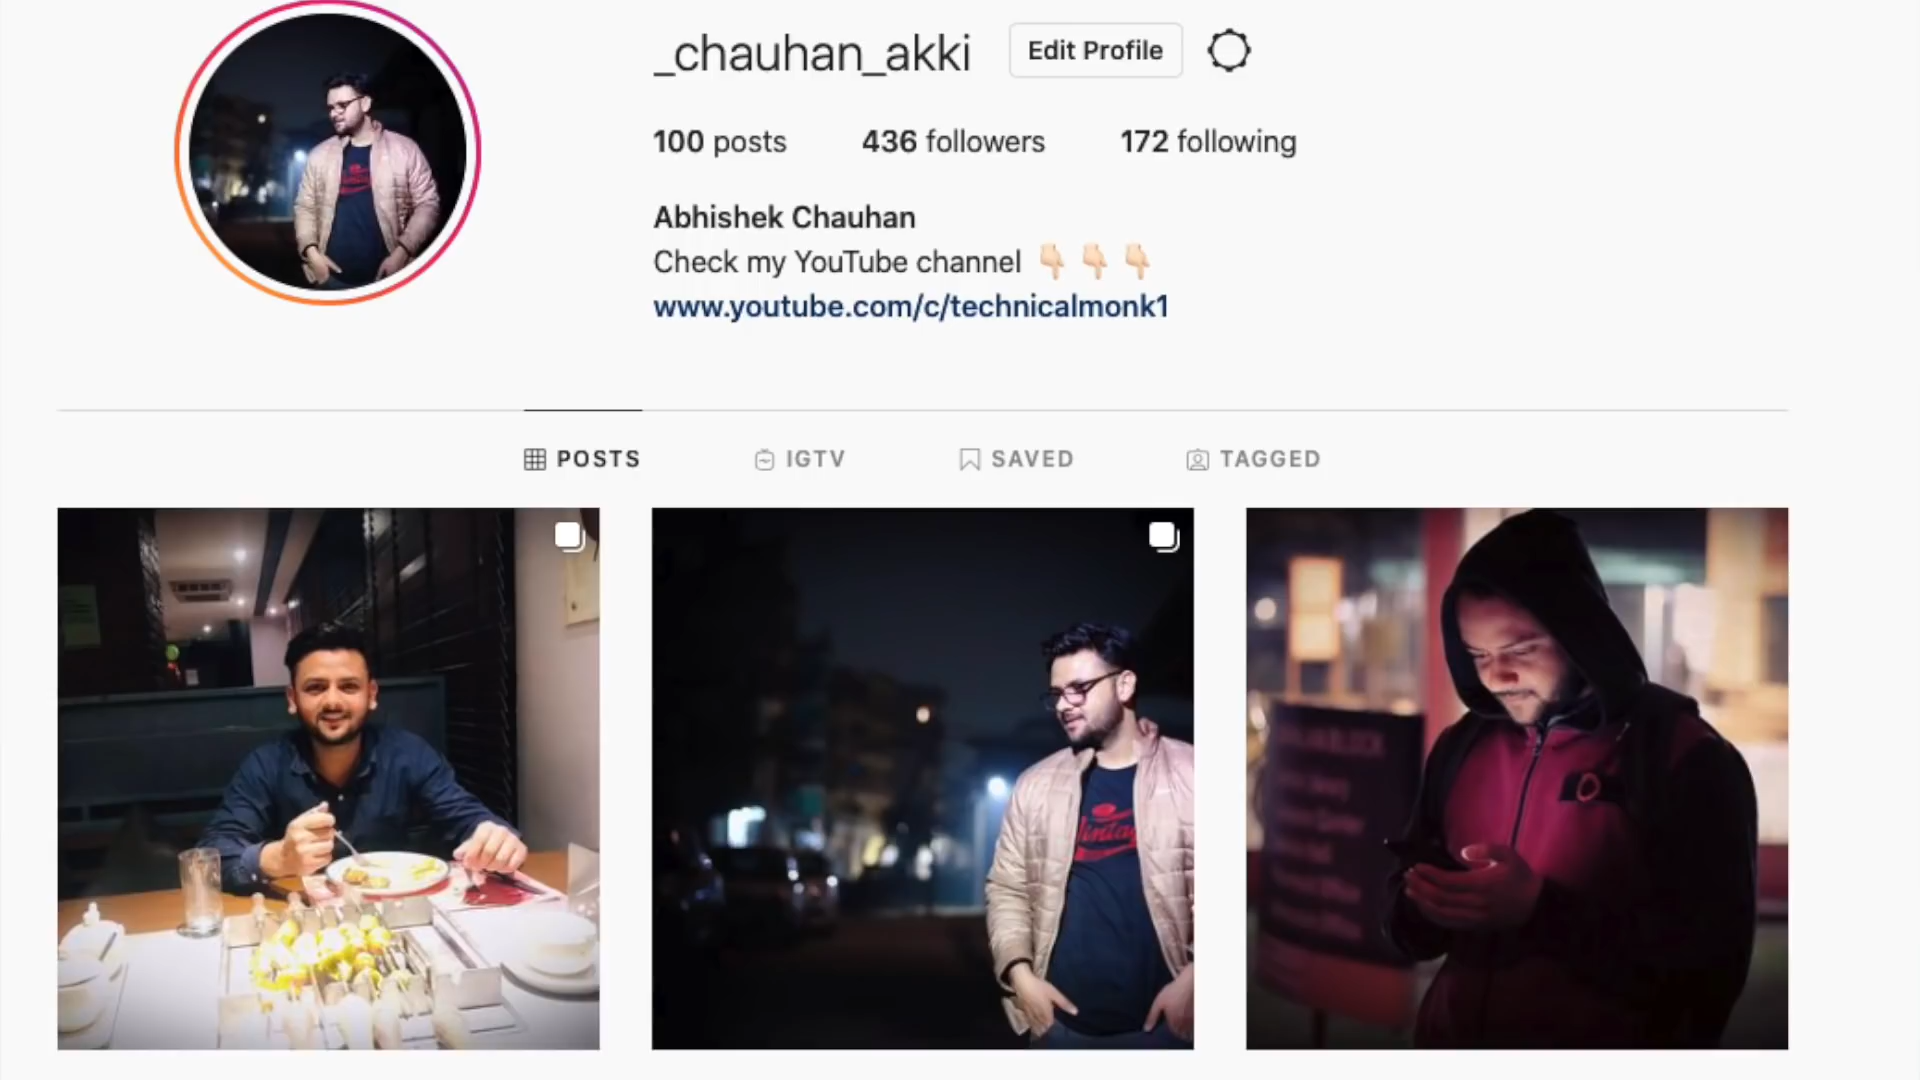 _chauhan_akki Edit Profile
100 posts 436 followers 172 following
Abhishek Chauhan
Check my YouTube channel 👇🏻 👇🏻 👇🏻
www.youtube.com/c/technicalmonk1
POSTS IGTV SAVED TAGGED